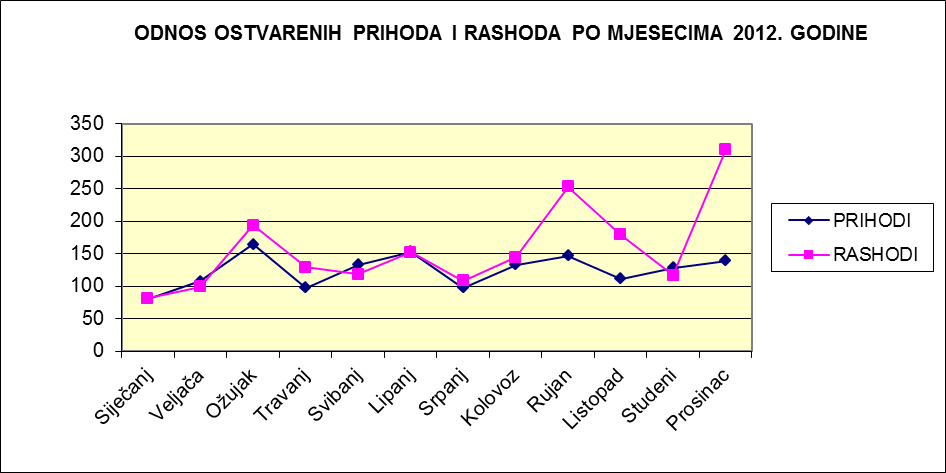 ODNOS OSTVARENIH PRIHODA I RASHODA PO MJESECIMA 2012. GODINE
350
300
250
200
150
100
50
0
Siječanj
Veljača
Ožujak
Travanj
Svibanj
Lipanj
Srpanj
Kolovoz
Rujan
Listopad
Studeni
Prosinac
PRIHODI
RASHODI